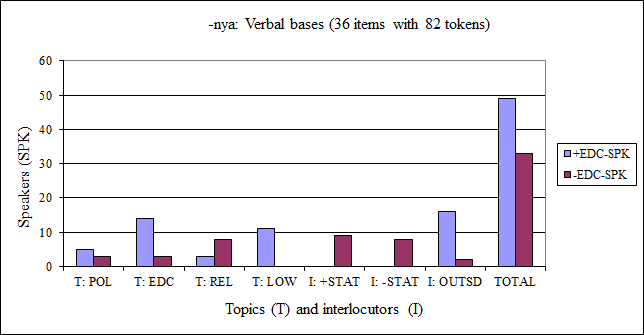 -nya: Verbal bases (36 items with 82 tokens)
60
50
40
30
20
10
0
Speakers (SPK)
T: POL T: EDC T: REL T: LOW I: +STAT I: -STAT I: OUTSD TOTAL
Topics (T) and interlocutors (I)
+EDC-SPK
-EDC-SPK